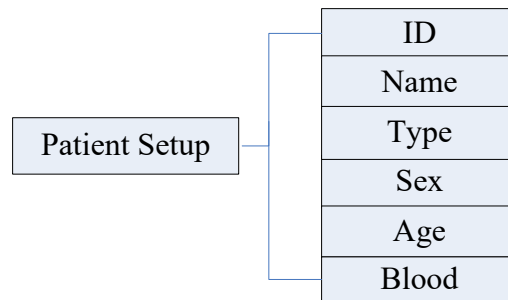 Patient Setup
ID
Name
Type
Sex
Age
Blood